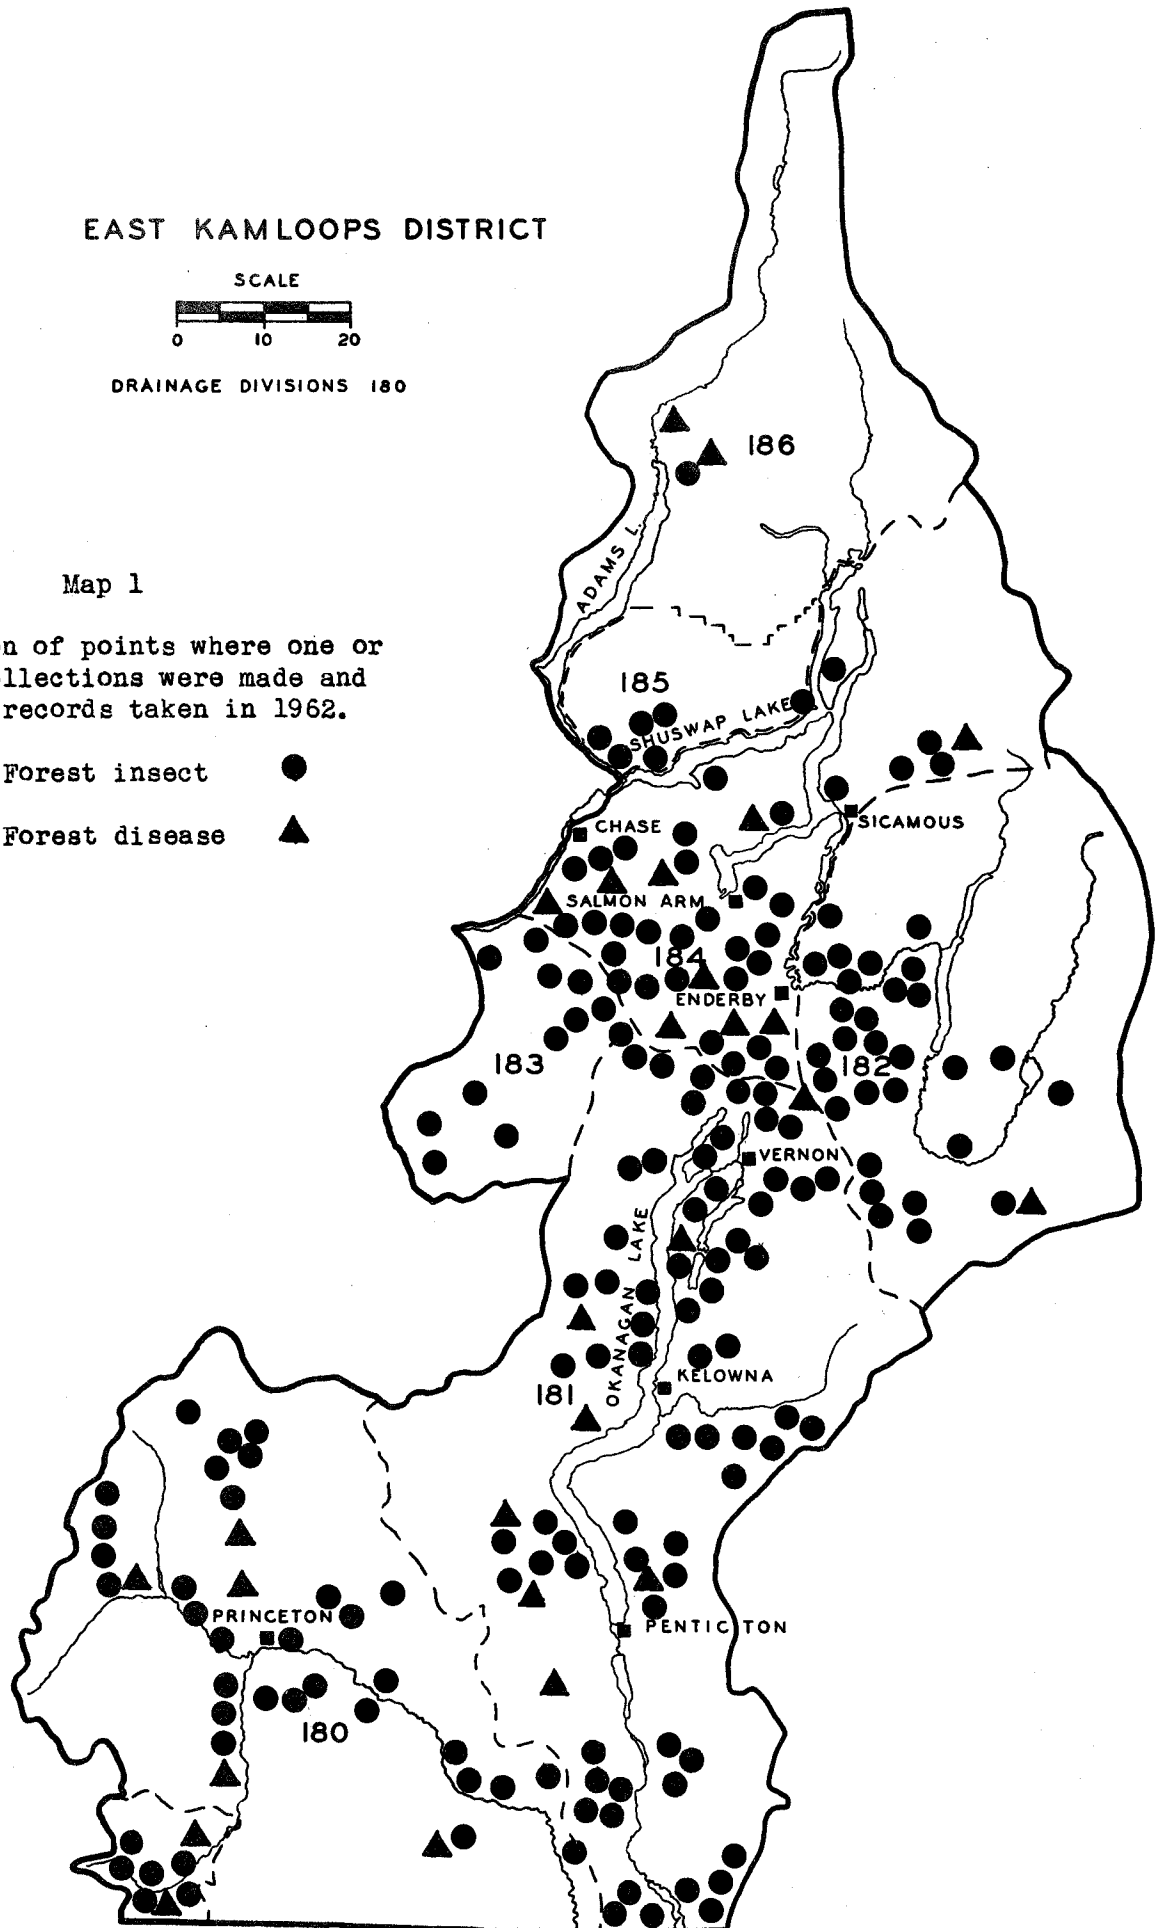 EAST KAMLOOPS DISTRICT
SCALE
0 10 20
DRAINAGE DIVISIONS 180
Map 1
n of points where one or
llections were made and
records taken in 1962.
Forest insect
Forest disease
186
ADAMS L.
185
SHUSWAP LAKE
CHASE
SICAMOUS
SALMON ARM
184
ENDERBY
183
182
VERNON
OKANAGAN LAKE
KELOWNA
181
PRINCETON
PENTICTON
180